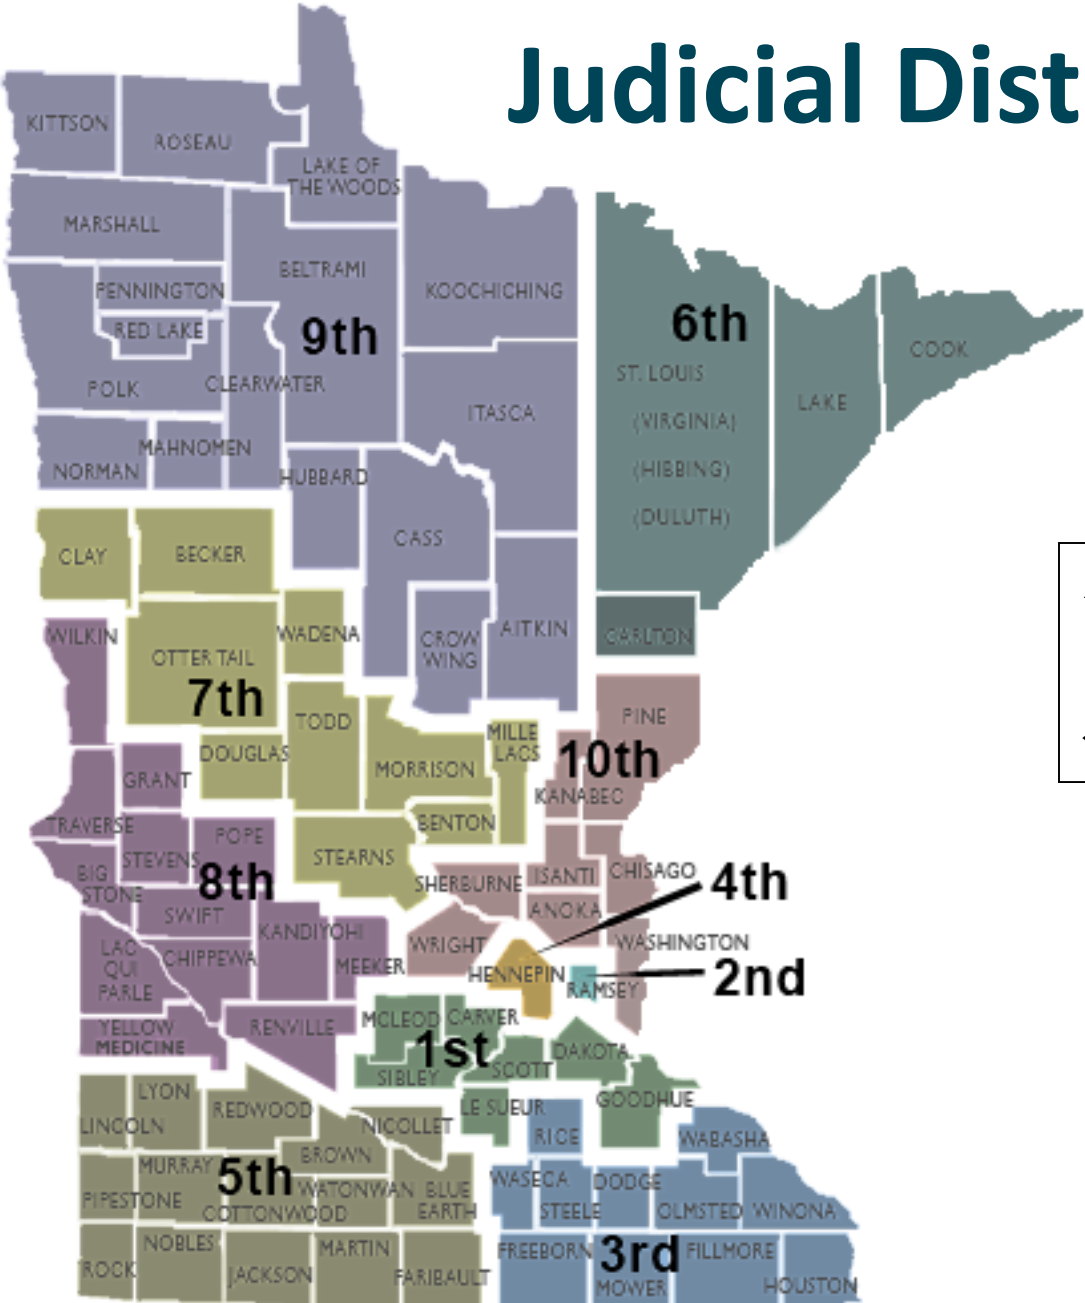 Judicial Dist
KITTSON
ROSEAU
LAKE OF
THE WOODS
MARSHALL
BELTRAMI
PENNINGTON
KOOCHICHING
RED LAKE
9th
6th
POLK
CLEARWATER
ST. LOUIS
COOK
LAKE
ITASCA
(VIRGINIA)
MAHNOMEN
NORMAN
HUBBARD
(HIBBING)
(DULUTH)
CASS
CLAY
BECKER
WILKIN
WADENA
CROW
WING
AITKIN
CARLTON
OTTER TAIL
7th
TODD
PINE
DOUGLAS
MILLE
LACS
10th
GRANT
MORRISON
KANABEC
TRAVERSE
POPE
BENTON
STEVENS
STEARNS
BIG
STONE
8th
SHERBURNE
ISANTI
CHISAGO
4th
SWIFT
ANOKA
KANDIYOHI
WRIGHT
WASHINGTON
LAC
QUI
PARLE
CHIPPEWA
MEEKER
HENNEPIN
RAMSEY
2nd
YELLOW
MEDICINE
RENVILLE
MCLEOD
CARVER
1st
SCOTT
DAKOTA
SIBLEY
LYON
LINCOLN
REDWOOD
NICOLLET
LE SUEUR
GOODHUE
RICE
WABASHA
MURRAY
5th
BROWN
PIPESTONE
WATONWAN
BLUE
EARTH
WASECA
DODGE
COTTONWOOD
STEELE
OLMSTED
WINONA
NOBLES
MARTIN
FREEBORN
3rd
FILLMORE
ROCK
JACKSON
FARIBAULT
MOWER
HOUSTON